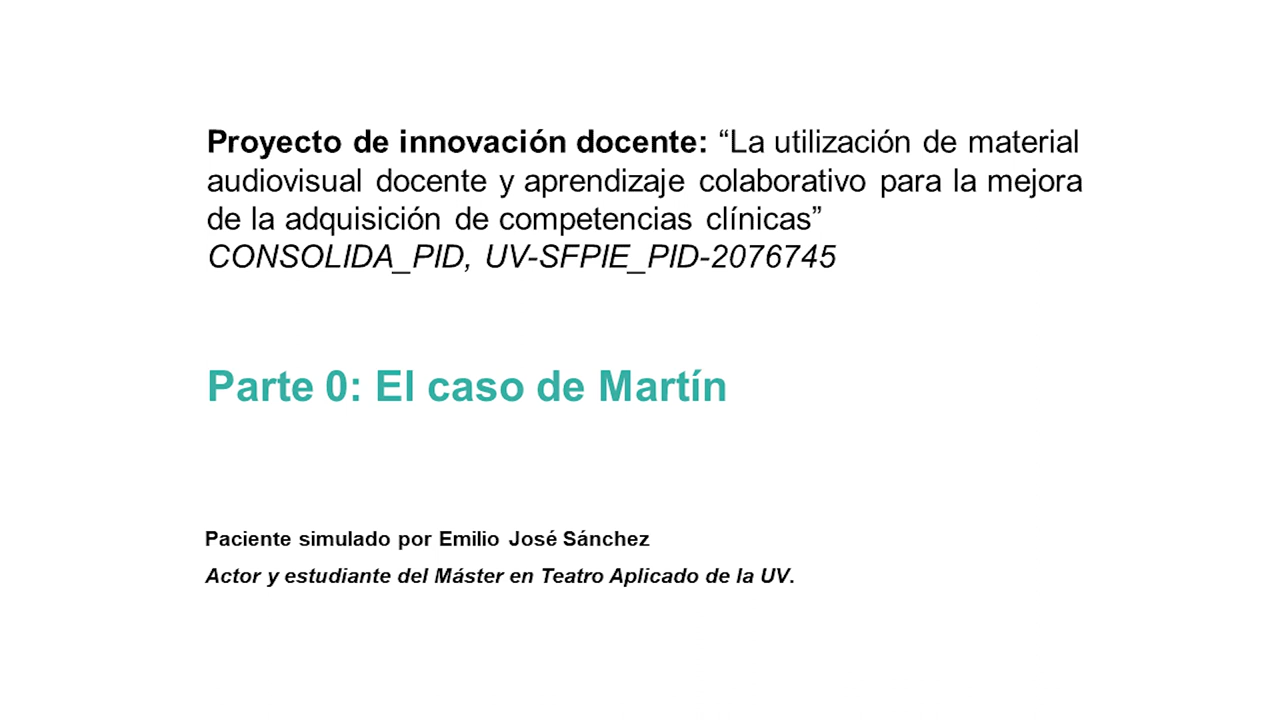 Proyecto de innovación docente: “La utilización de material
audiovisual docente y aprendizaje colaborativo para la mejora
de la adquisición de competencias clínicas”
CONSOLIDA_PID, UV-SFPIE_PID-2076745
Parte 0: El caso de Martín
Paciente simulado por Emilio José Sánchez
Actor y estudiante del Máster en Teatro Aplicado de la UV.